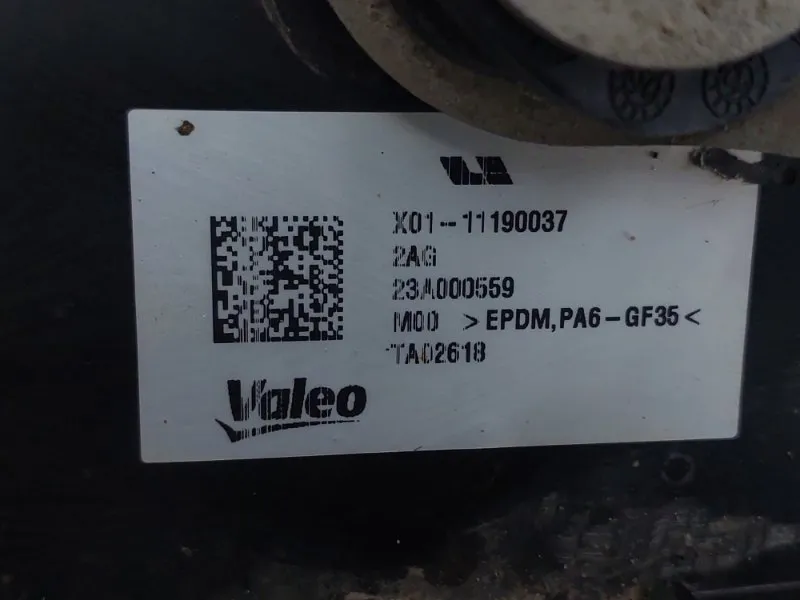 X01-11190037
2AG
23A000559
M00 >EPDM,PA6-GF35<
TA02618
Valeo